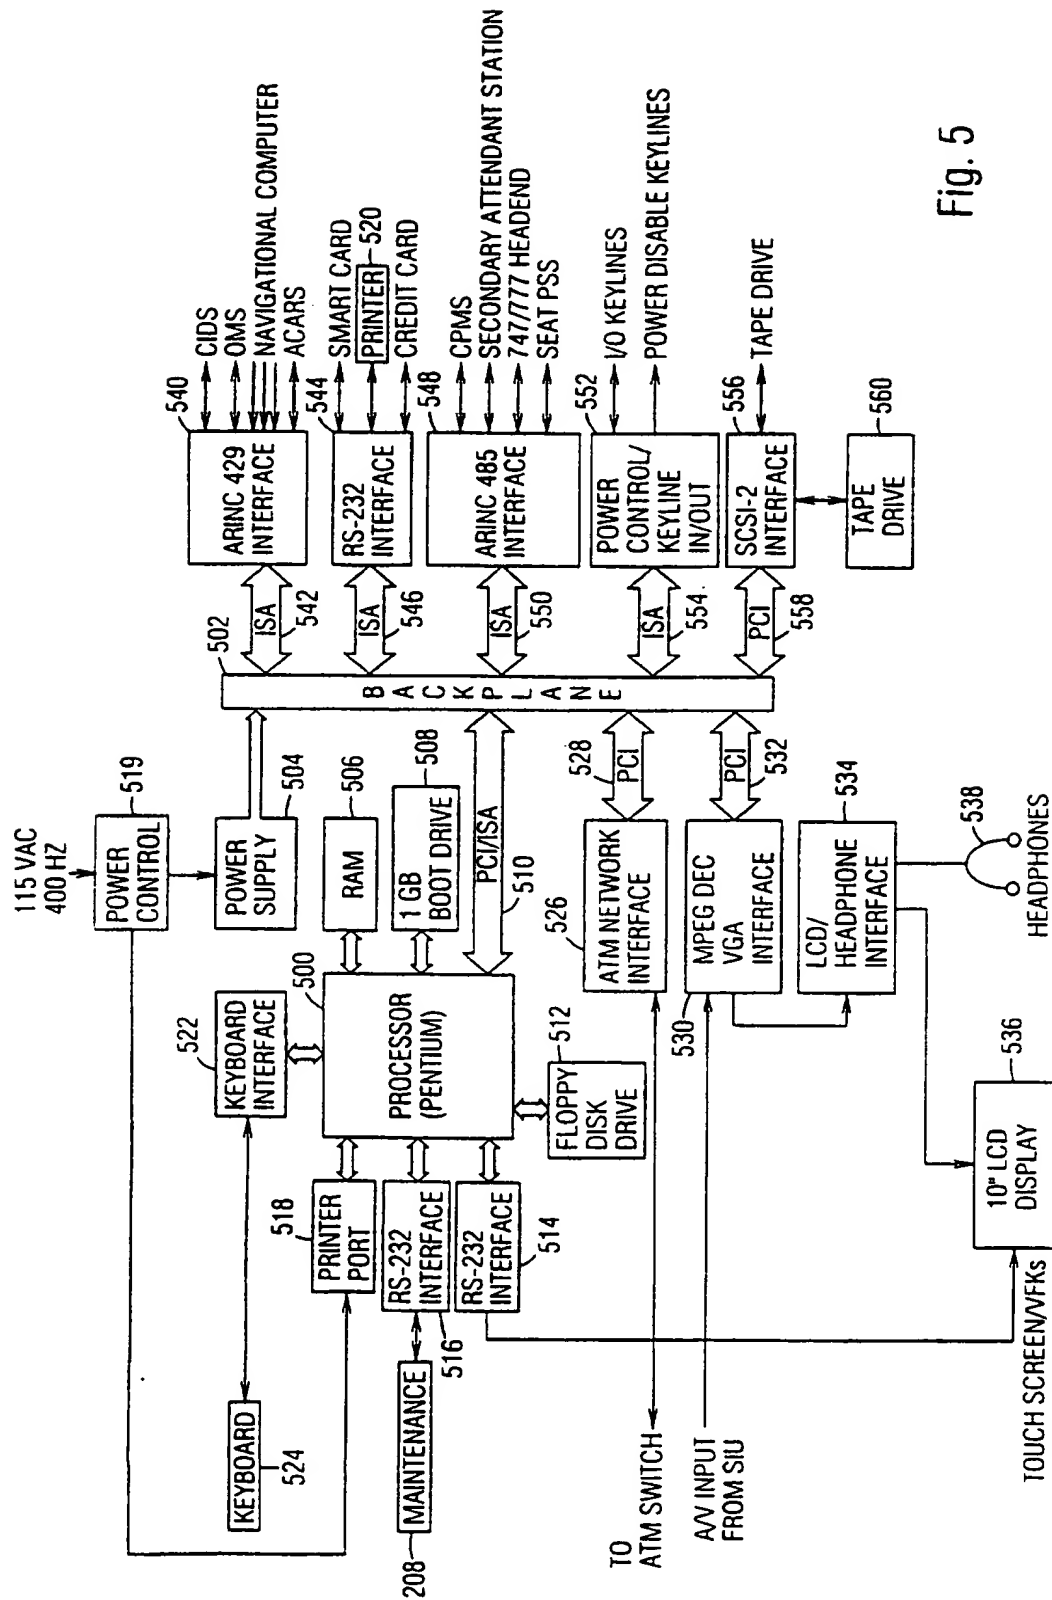 115 VAC
400 HZ
519
POWER
CONTROL
504
POWER
SUPPLY
502
BACKPLANE
522
KEYBOARD
INTERFACE
KEYBOARD
524
500
PROCESSOR
(PENTIUM)
506
RAM
508
1 GB
BOOT DRIVE
PCI/ISA
510
518
PRINTER
PORT
RS-232
INTERFACE
516
RS-232
INTERFACE
514
MAINTENANCE
208
512
FLOPPY
DISK
DRIVE
TO
ATM SWITCH
A/V INPUT
FROM SIU
526
ATM NETWORK
INTERFACE
528
PCI
530
MPEG DEC
VGA
INTERFACE
PCI
532
534
LCD/
HEADPHONE
INTERFACE
536
10" LCD
DISPLAY
TOUCH SCREEN/VFKs
538
HEADPHONES
540
ARINC 429
INTERFACE
ISA
542
CIDS
OMS
NAVIGATIONAL COMPUTER
ACARS
544
RS-232
INTERFACE
ISA
546
SMART CARD
PRINTER
520
CREDIT CARD
548
ARINC 485
INTERFACE
ISA
550
CPMS
SECONDARY ATTENDANT STATION
747/777 HEADEND
SEAT PSS
552
POWER
CONTROL/
KEYLINE
IN/OUT
ISA
554
I/O KEYLINES
POWER DISABLE KEYLINES
556
SCSI-2
INTERFACE
PCI
558
TAPE DRIVE
560
TAPE
DRIVE
Fig. 5